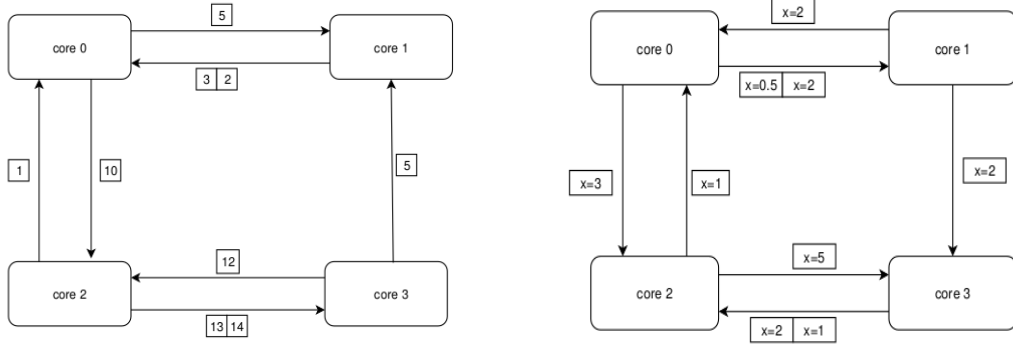 5
core 0
core 1
3 2
1
10
5
12
core 2
core 3
13 14
x=2
core 0
core 1
x=0.5 x=2
x=3
x=1
x=2
x=5
core 2
core 3
x=2 x=1